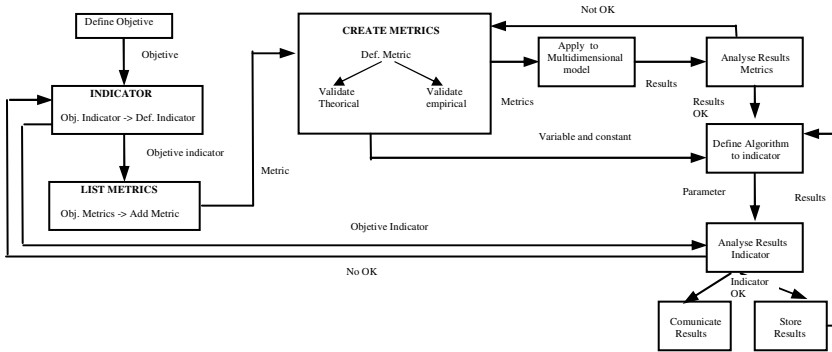 Define Objetive
Objetive
INDICATOR
Obj. Indicator -> Def. Indicator
Objetive indicator
LIST METRICS
Obj. Metrics -> Add Metric
Metric
CREATE METRICS
Def. Metric
Validate
Theorical
Validate
empirical
Not OK
Metrics
Apply to
Multidimensional
model
Results
Analyse Results
Metrics
Results
OK
Variable and constant
Define Algorithm
to indicator
Parameter
Results
Objetive Indicator
Analyse Results
Indicator
No OK
Indicator
OK
Comunicate
Results
Store
Results